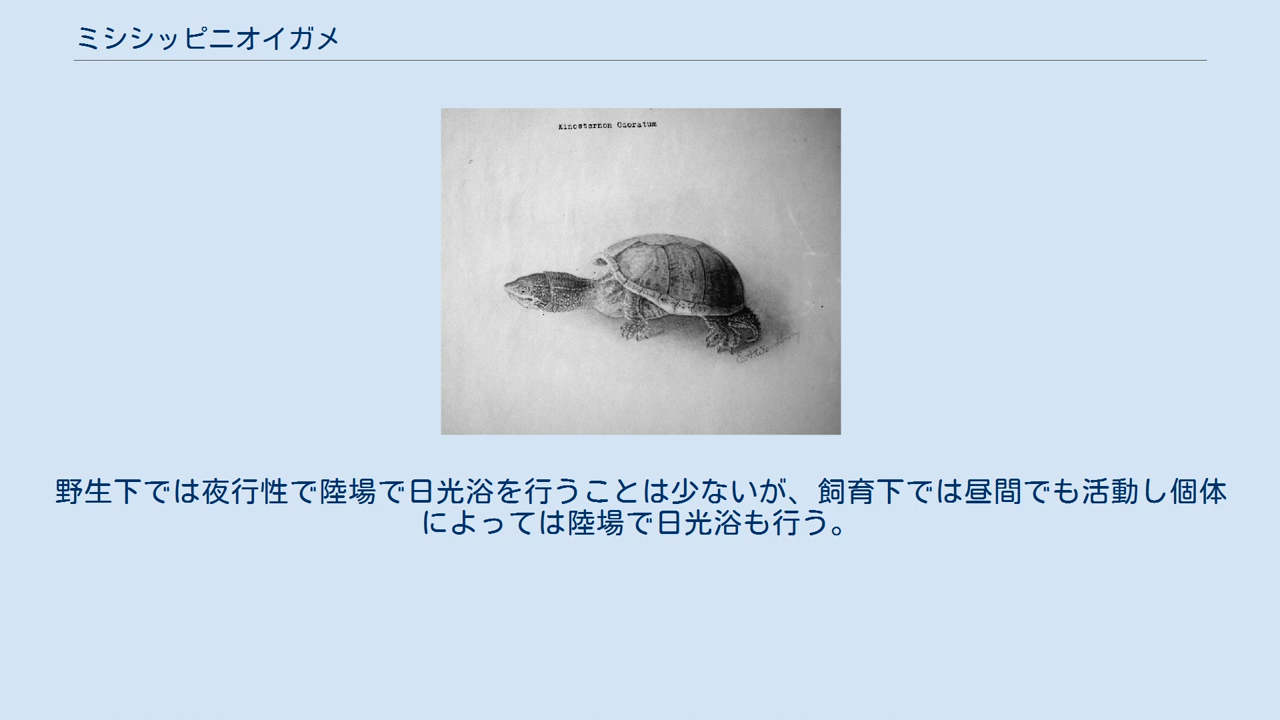 ミシシッピニオイガメ
Kinosternon Odoratum
野生下では夜行性で陸場で日光浴を行うことは少ないが、飼育下では昼間でも活動し個体
によっては陸場で日光浴も行う。